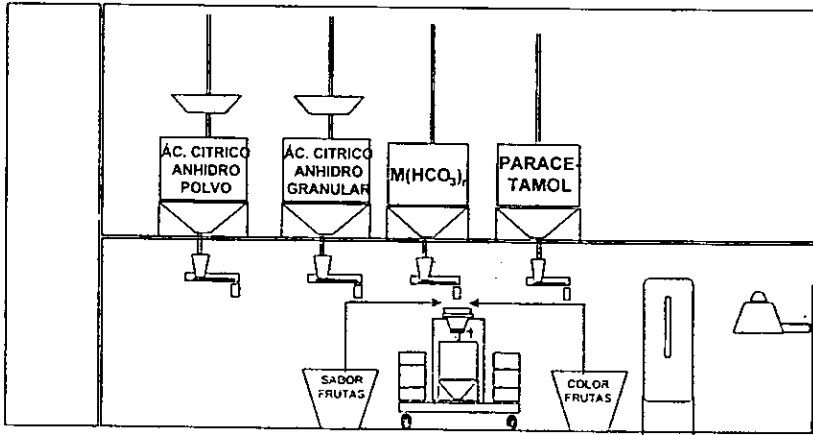 ÁC. CITRICO
ANHIDRO
POLVO
ÁC. CITRICO
ANHIDRO
GRANULAR
M(HCO₃)ᵣ
PARACE-
TAMOL
SABOR
FRUTAS
COLOR
FRUTAS